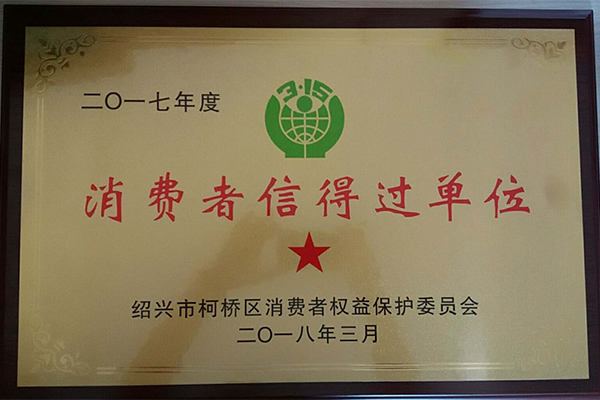 3·15
二〇一七年度
消费者信得过单位
绍兴市柯桥区消费者权益保护委员会
二〇一八年三月